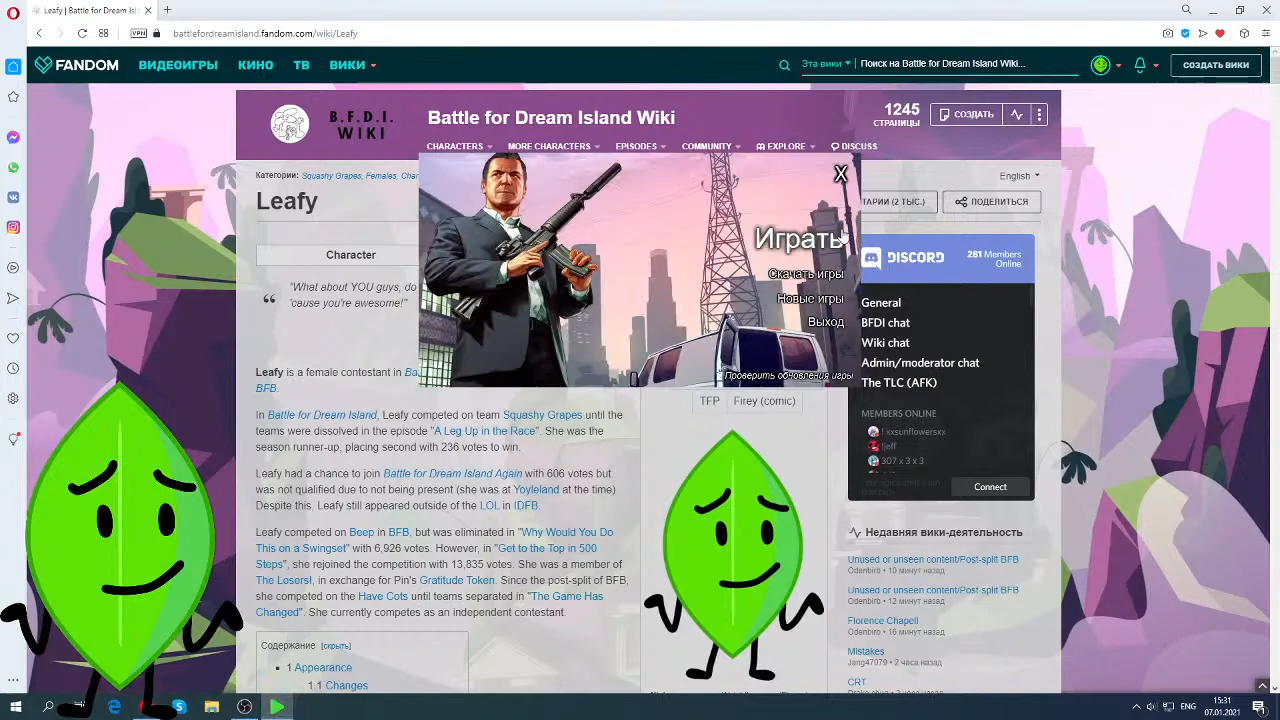 Leafy | Battle for Dream Isl
battlefordreamisland.fandom.com/wiki/Leafy
VPN
FANDOM
ВИДЕОИГРЫ
КИНО
ТВ
ВИКИ
Эта вики
Поиск на Battle for Dream Island Wiki...
СОЗДАТЬ ВИКИ
B.F.D.I.
WIKI
Battle for Dream Island Wiki
1245
СТРАНИЦЫ
СОЗДАТЬ
CHARACTERS
MORE CHARACTERS
EPISODES
COMMUNITY
EXPLORE
DISCUSS
Категории: Squashy Grapes, Females, Char
English
Leafy
ТАРИИ (2 ТЫС.)
ПОДЕЛИТЬСЯ
Character
"What about YOU guys, do
'cause you're awesome!"
X
Играть
Скачать игры
Новые игры
Выход
Проверить обновления игры
DISCORD
281 Members
Online
General
BFDI chat
Wiki chat
Admin/moderator chat
The TLC (AFK)
MEMBERS ONLINE
! xxsunflowersxx
!jeff
307 x 3 x 3
Connect
Leafy is a female contestant in Ba
BFB.
In Battle for Dream Island, Leafy competed on team Squashy Grapes until the
teams were dissolved in the episode "A Leg Up in the Race". She was the
season runner-up, placing second with 236 votes to win.
Leafy had a chance to join Battle for Dream Island Again with 606 votes but
was not qualified due to not being present (she was at Yoyleland at the time)
Despite this, Leafy still appeared outside of the LOL in IDFB.
Leafy competed on Beep in BFB, but was eliminated in "Why Would You Do
This on a Swingset" with 6,926 votes. However, in "Get to the Top in 500
Steps", she rejoined the competition with 13,835 votes. She was a member of
The Losers!, in exchange for Pin's Gratitude Token. Since the post-split of BFB,
she competed on the Have Cots until teams separated in "The Game Has
Changed". She currently competes as an independent contestant.
TFP
Firey (comic)
Содержание [скрыть]
1 Appearance
1.1 Changes
Недавняя вики-деятельность
Unused or unseen content/Post-split BFB
Odenbirb • 10 минут назад
Unused or unseen content/Post-split BFB
Odenbirb • 12 минут назад
Florence Chapell
Odenbirb • 16 минут назад
Mistakes
Jang47079 • 2 часа назад
CRT
ENG
15:31
07.01.2021